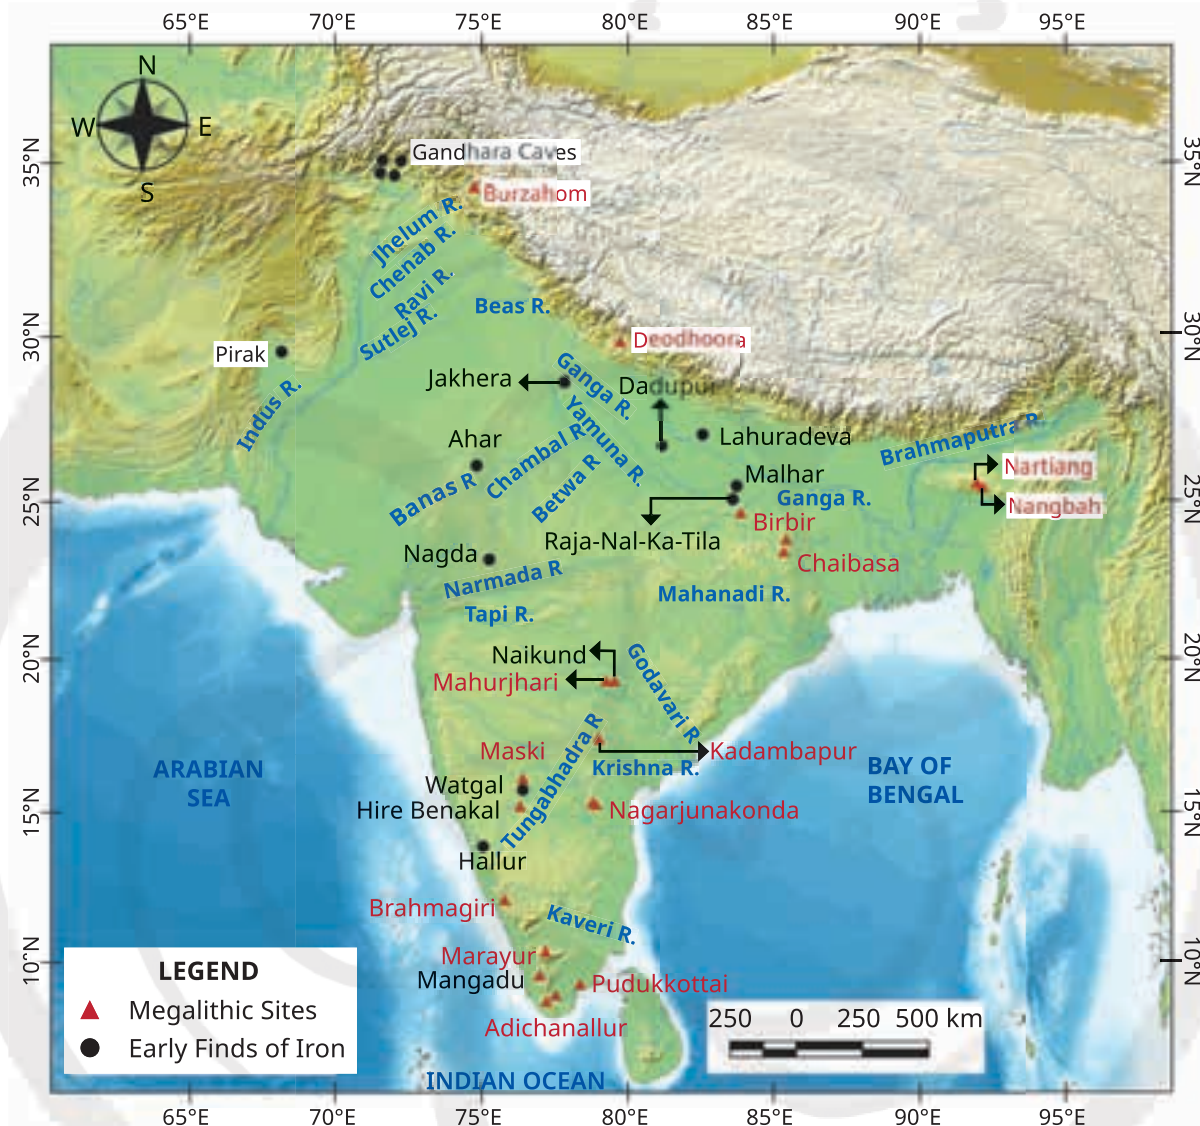 65°E 70°E 75°E 80°E 85°E 90°E 95°E
N
W E
S
35°N 35°N
Gandhara Caves
Burzahom
Jhelum R.
Chenab R.
Ravi R.
Sutlej R.
Beas R.
30°N 30°N
Deodhoora
Pirak
Jakhera
Ganga R.
Dadupur
Indus R.
Yamuna R.
Ahar
Chambal R
Lahuradeva
Brahmaputra R
Banas R
Betwa R
Malhar
Nartiang
25°N 25°N
Ganga R.
Nangbah
Birbir
Raja-Nal-Ka-Tila
Nagda
Chaibasa
Narmada R
Mahanadi R.
Tapi R.
20°N 20°N
Naikund
Mahurjhari
Godavari R
Maski
Tungabhadra R
Kadambapur
Krishna R.
ARABIAN
SEA
BAY OF
BENGAL
Watgal
15°N 15°N
Hire Benakal
Nagarjunakonda
Hallur
Brahmagiri
Kaveri R.
10°N 10°N
Marayur
Mangadu
Pudukkottai
Adichanallur
LEGEND
Megalithic Sites
Early Finds of Iron
250 0 250 500 km
INDIAN OCEAN
65°E 70°E 75°E 80°E 85°E 90°E 95°E